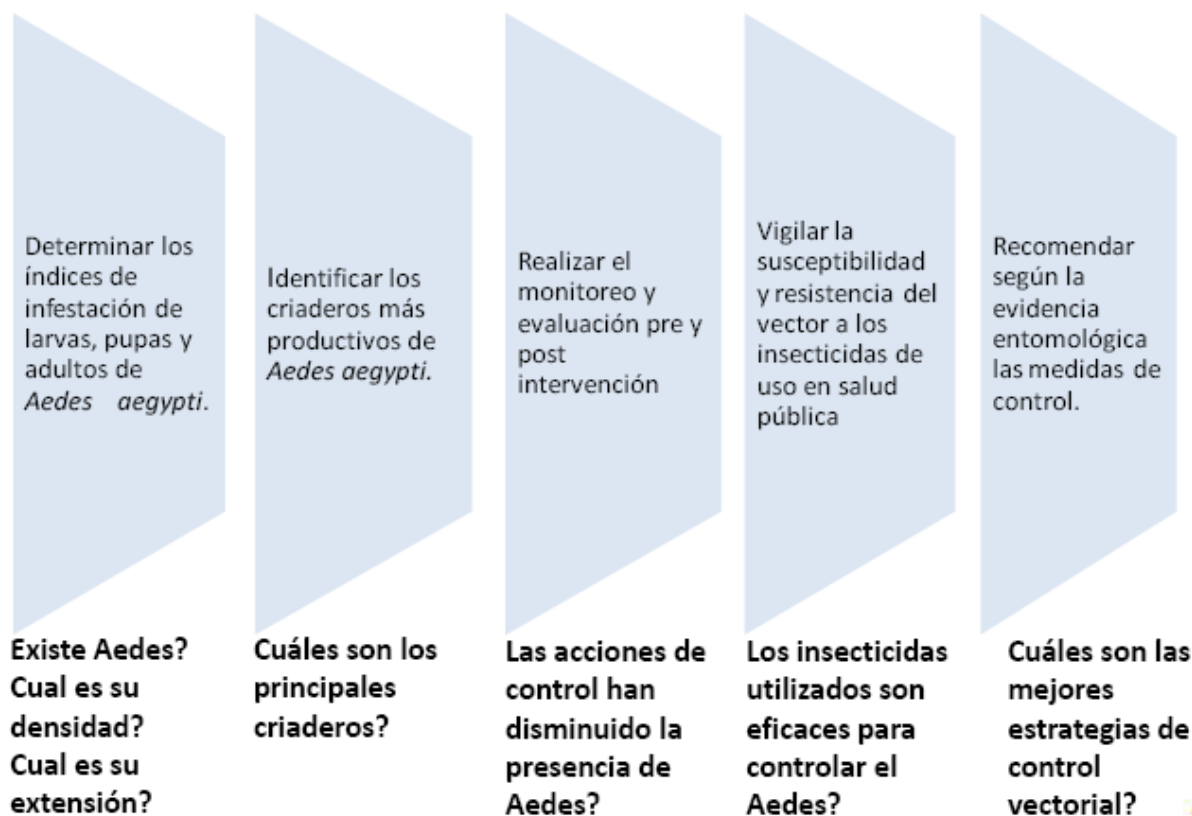 Determinar los
índices de
infestación de
larvas, pupas y
adultos de
Aedes aegypti.
Identificar los
criaderos más
productivos de
Aedes aegypti.
Realizar el
monitoreo y
evaluación pre y
post
intervención
Vigilar la
susceptibilidad
y resistencia del
vector a los
insecticidas de
uso en salud
pública
Recomendar
según la
evidencia
entomológica
las medidas de
control.
Existe Aedes?
Cual es su
densidad?
Cual es su
extensión?
Cuáles son los
principales
criaderos?
Las acciones de
control han
disminuido la
presencia de
Aedes?
Los insecticidas
utilizados son
eficaces para
controlar el
Aedes?
Cuáles son las
mejores
estrategias de
control
vectorial?